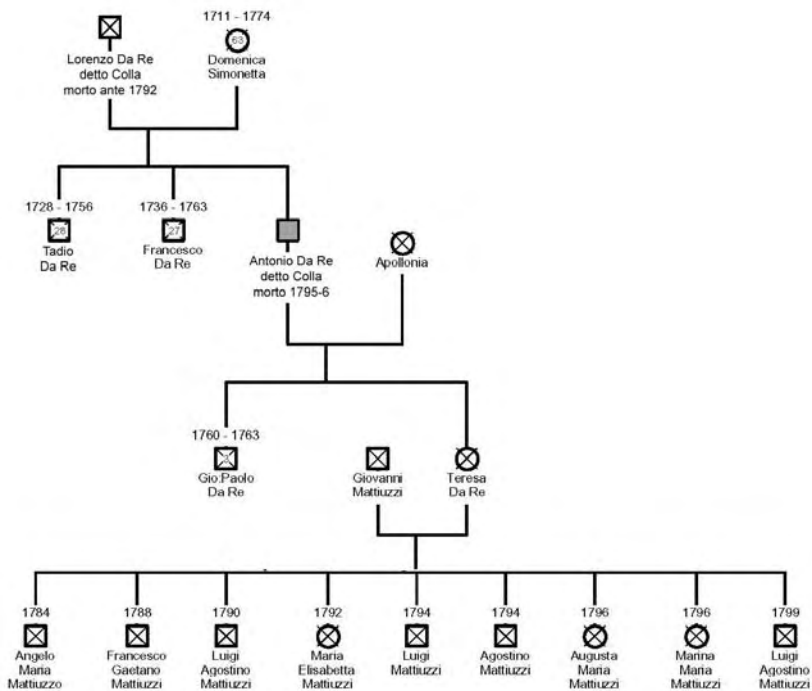 1711 - 1774
63
Lorenzo Da Re
detto Colla
morto ante 1792
Domenica
Simonetta
1728 - 1756
1736 - 1763
28
27
Tadio
Da Re
Francesco
Da Re
Antonio Da Re
detto Colla
morto 1795-6
Apollonia
1760 - 1763
3
Gio:Paolo
Da Re
Giovanni
Mattiuzzi
Teresa
Da Re
1784
1788
1790
1792
1794
1794
1796
1796
1799
Angelo
Maria
Mattiuzzo
Francesco
Gaetano
Mattiuzzi
Luigi
Agostino
Mattiuzzi
Maria
Elisabetta
Mattiuzzi
Luigi
Mattiuzzi
Agostino
Mattiuzzi
Augusta
Maria
Mattiuzzi
Marina
Maria
Mattiuzzi
Luigi
Agostino
Mattiuzzi